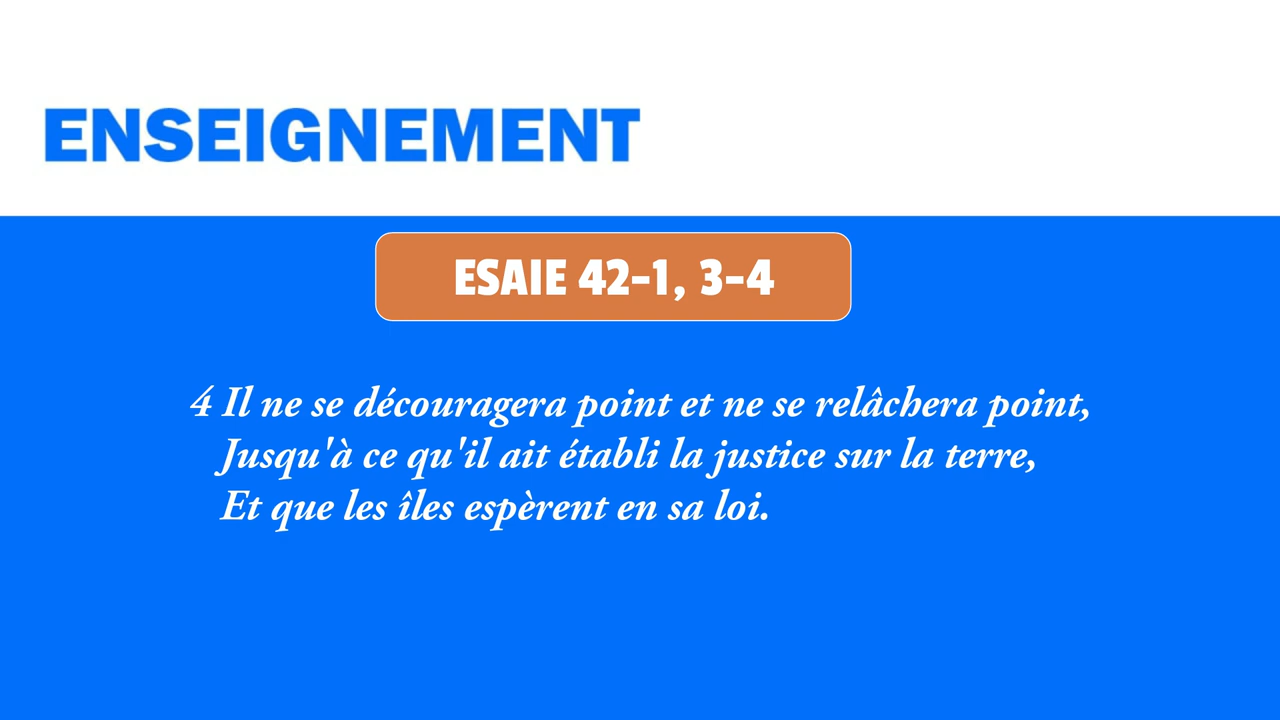 ENSEIGNEMENT
ESAIE 42-1, 3-4
4 Il ne se découragera point et ne se relâchera point,
Jusqu'à ce qu'il ait établi la justice sur la terre,
Et que les îles espèrent en sa loi.